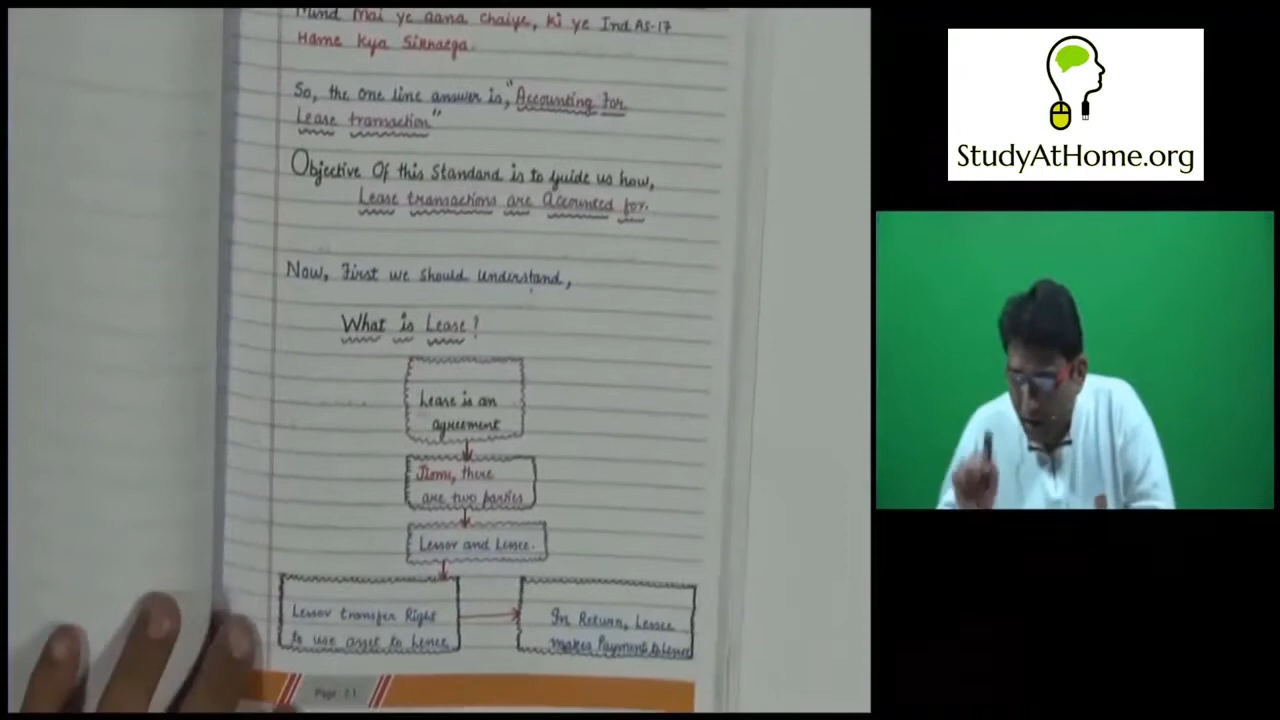 Mind Mai ye aana chaiye, ki ye Ind AS-17
Hame kya Sikhaega.
So, the one line answer is, "Accounting For
Lease transaction"
Objective Of this Standard is to guide us how,
Lease transactions are Accounted for.
Now, First we should understand,
What is Lease?
Lease is an
agreement
there
are two parties
Lessor and Lessee.
Lessor transfer Right
to use asset to Lessee
In Return, Lessee
makes Payment to
Page
StudyAtHome.org